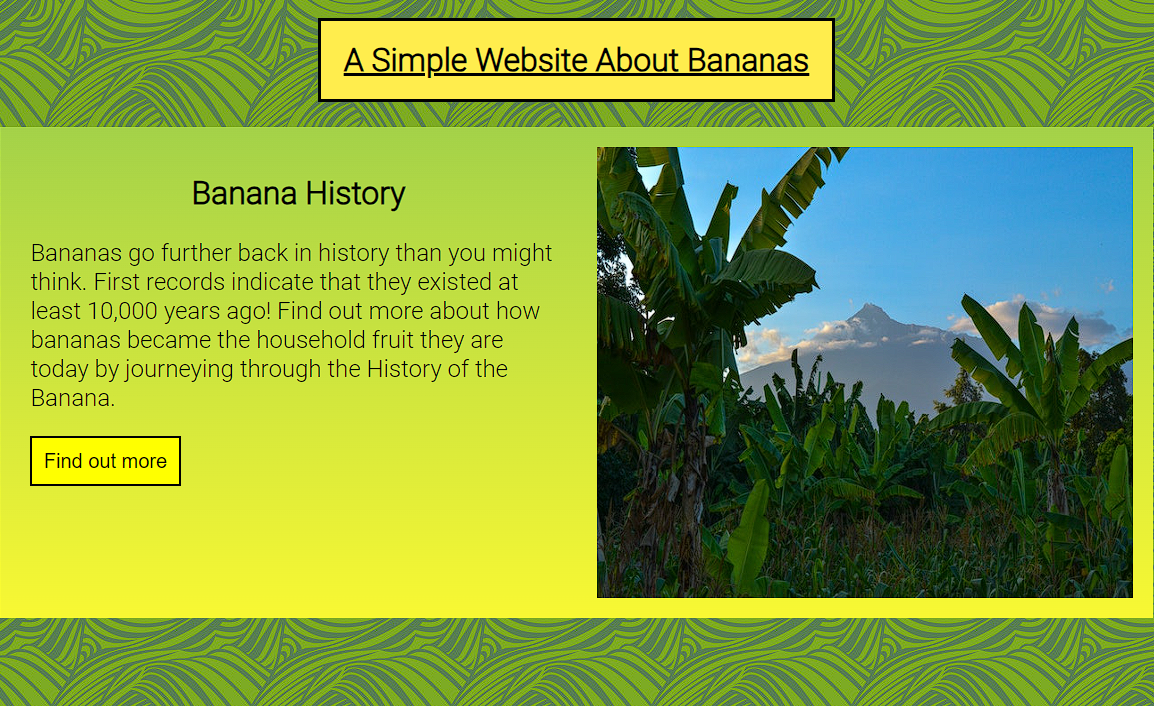 A Simple Website About Bananas
Banana History
Bananas go further back in history than you might
think. First records indicate that they existed at
least 10,000 years ago! Find out more about how
bananas became the household fruit they are
today by journeying through the History of the
Banana.
Find out more